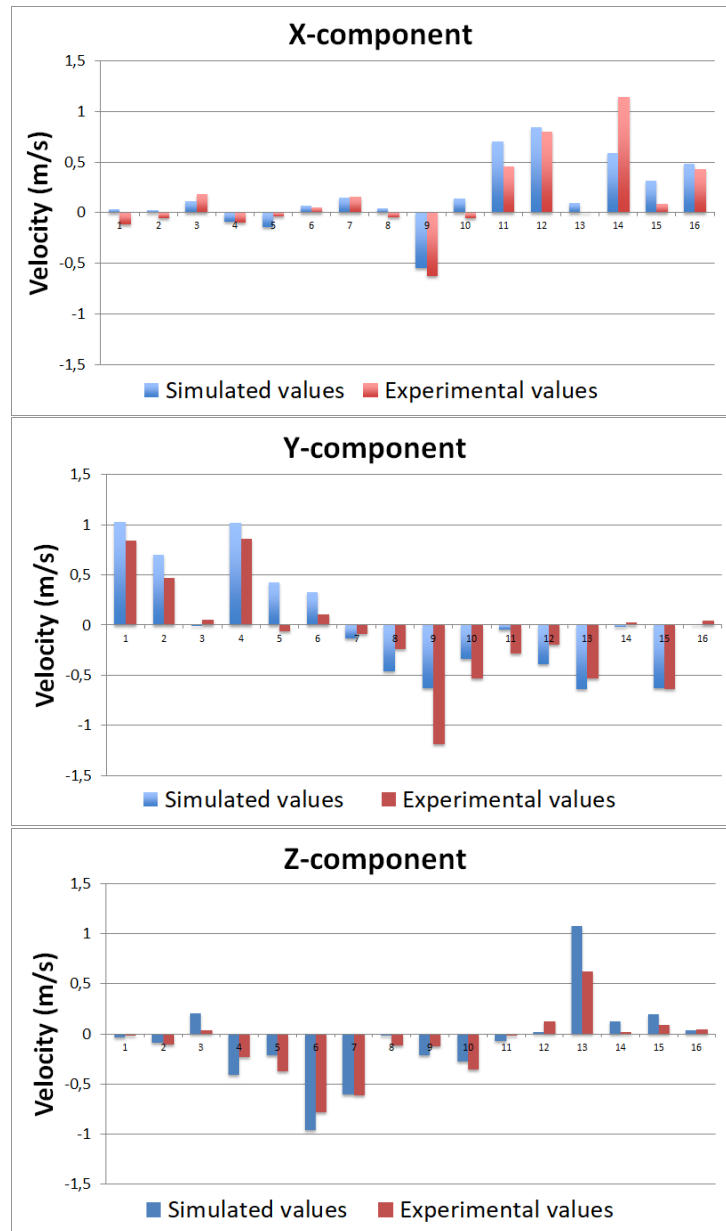 X-component
Velocity (m/s)
1,5
1
0,5
0
-0,5
-1
-1,5
1 2 3 4 5 6 7 8 9 10 11 12 13 14 15 16
Simulated values Experimental values
Y-component
Velocity (m/s)
1,5
1
0,5
0
-0,5
-1
-1,5
1 2 3 4 5 6 7 8 9 10 11 12 13 14 15 16
Simulated values Experimental values
Z-component
Velocity (m/s)
1,5
1
0,5
0
-0,5
-1
-1,5
1 2 3 4 5 6 7 8 9 10 11 12 13 14 15 16
Simulated values Experimental values